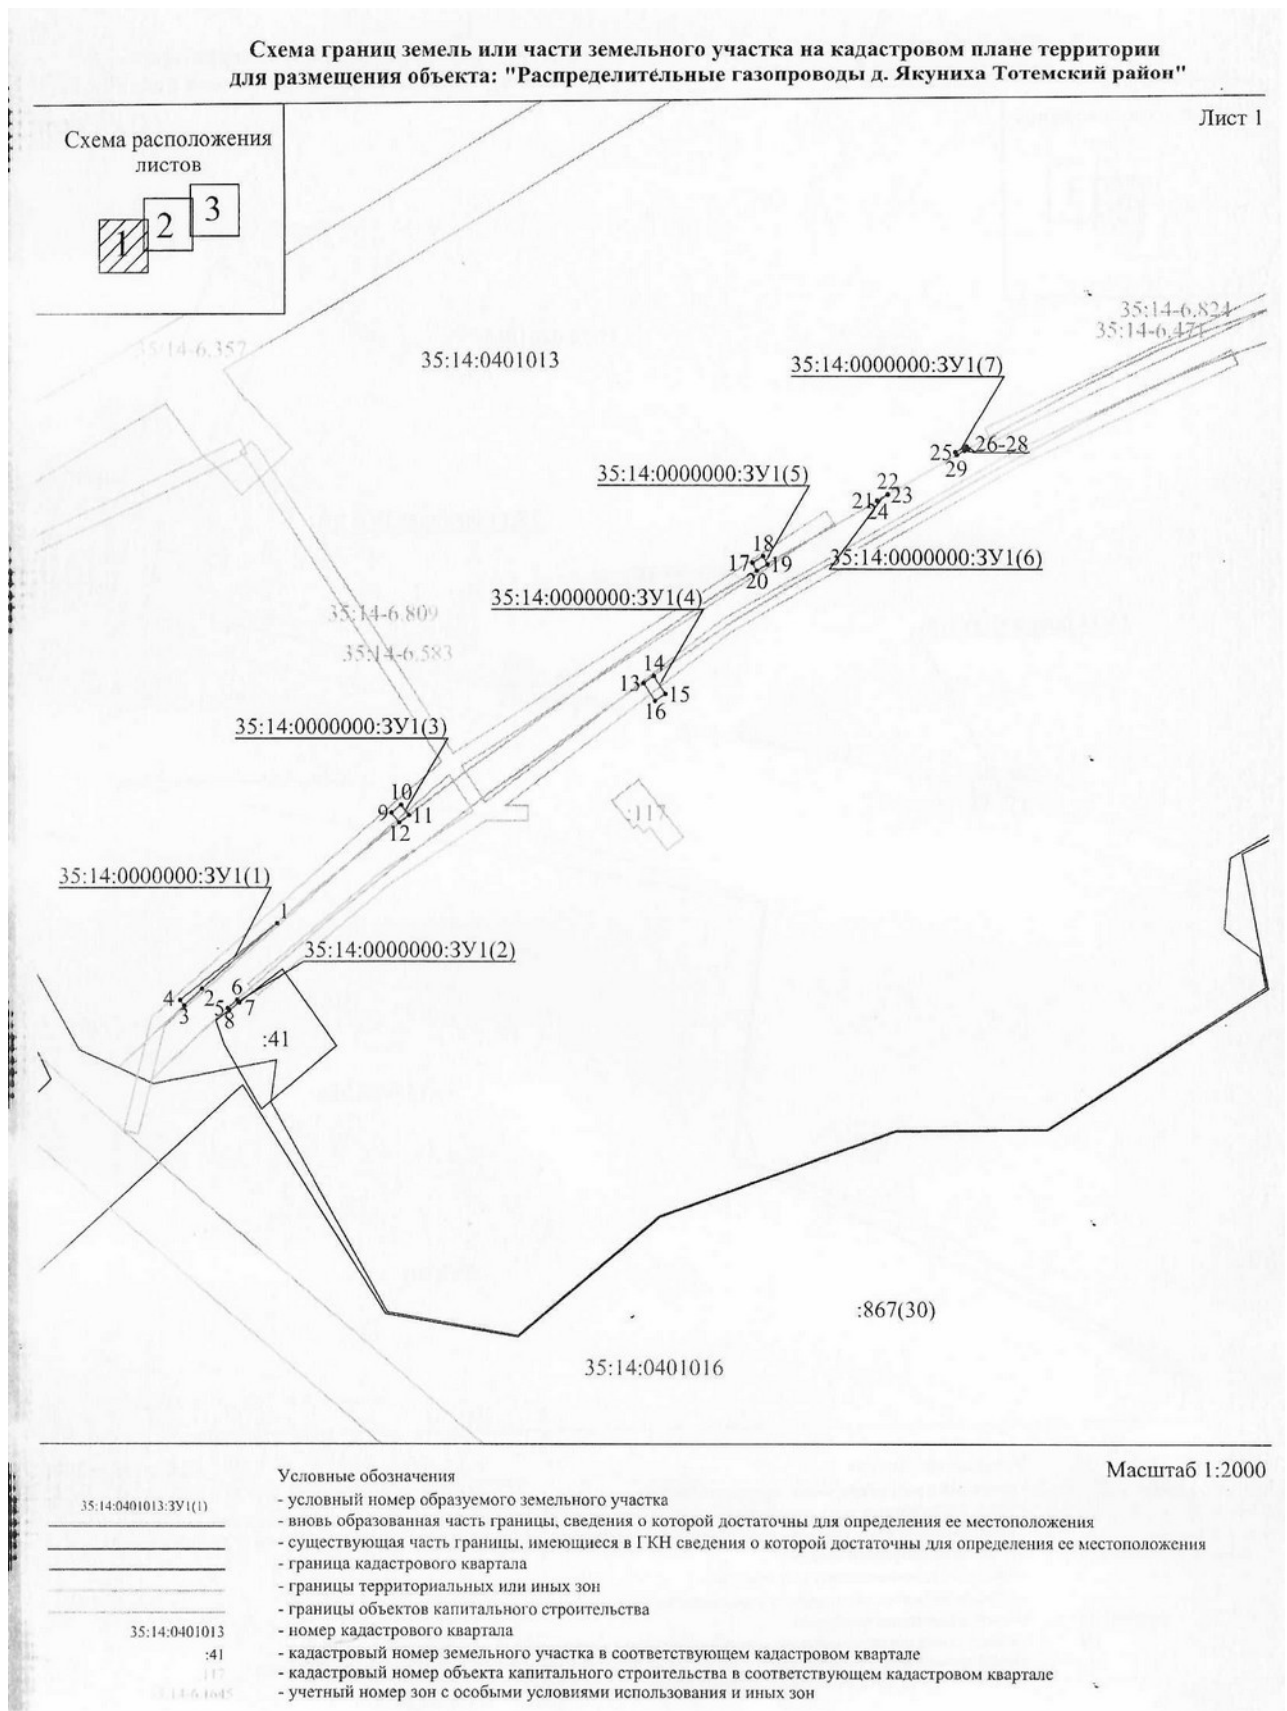 Схема границ земель или части земельного участка на кадастровом плане территории
для размещения объекта: "Распределительные газопроводы д. Якуниха Тотемский район"
Лист 1
Схема расположения
листов
1
2
3
35:14-6.824
35:14-6.471
35:14-6.357
35:14:0401013
35:14:0000000:ЗУ1(7)
25
26-28
29
35:14:0000000:ЗУ1(5)
22
21
23
24
18
17
19
20
35:14:0000000:ЗУ1(6)
35:14:0000000:ЗУ1(4)
35:14-6.809
35:14-6.583
14
13
15
16
35:14:0000000:ЗУ1(3)
10
9
11
12
:117
35:14:0000000:ЗУ1(1)
1
35:14:0000000:ЗУ1(2)
4
2
3
6
5
7
8
:41
:867(30)
35:14:0401016
Масштаб 1:2000
Условные обозначения
35:14:0401013:ЗУ1(1) - условный номер образуемого земельного участка
- вновь образованная часть границы, сведения о которой достаточны для определения ее местоположения
- существующая часть границы, имеющиеся в ГКН сведения о которой достаточны для определения ее местоположения
- граница кадастрового квартала
- границы территориальных или иных зон
- границы объектов капитального строительства
35:14:0401013 - номер кадастрового квартала
:41 - кадастровый номер земельного участка в соответствующем кадастровом квартале
:117 - кадастровый номер объекта капитального строительства в соответствующем кадастровом квартале
- учетный номер зон с особыми условиями использования и иных зон